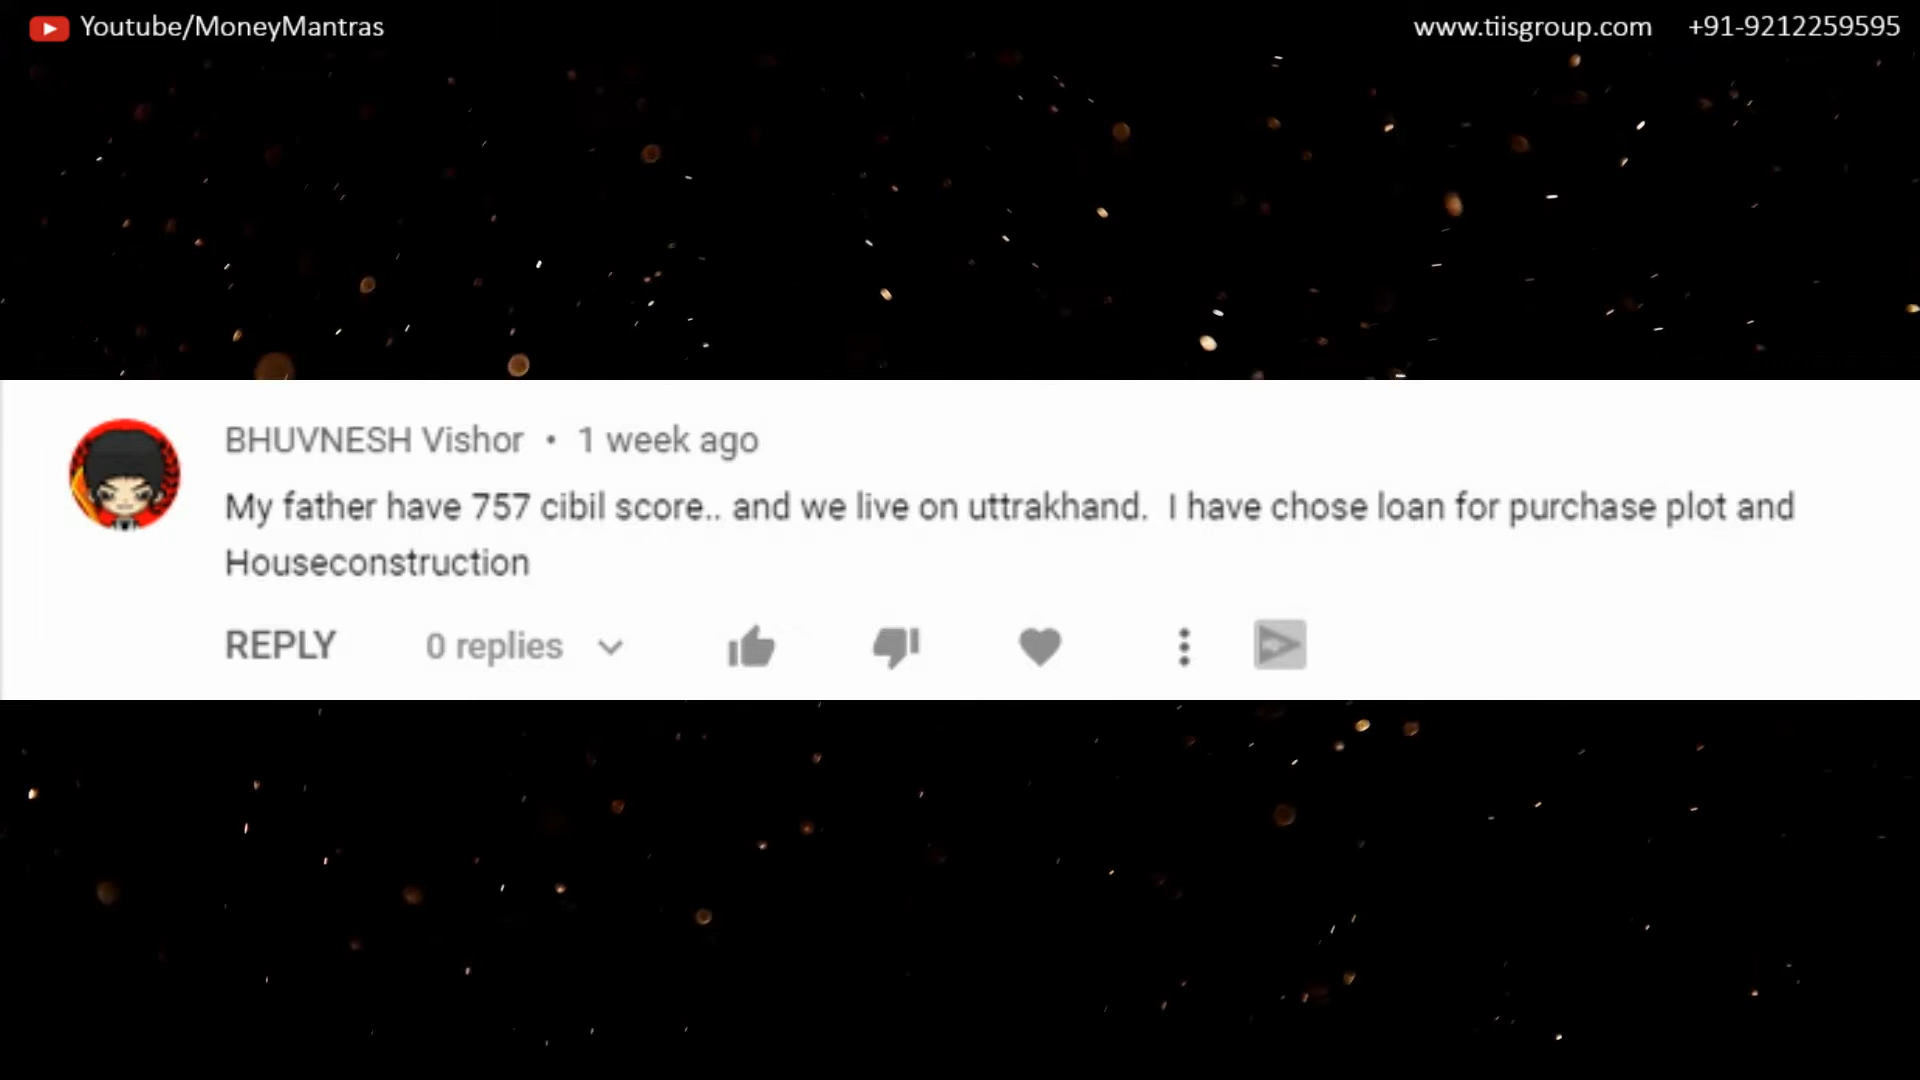 Youtube/MoneyMantras
www.tiisgroup.com +91-9212259595
BHUVNESH Vishor • 1 week ago
My father have 757 cibil score.. and we live on uttrakhand. I have chose loan for purchase plot and
Houseconstruction
REPLY 0 replies